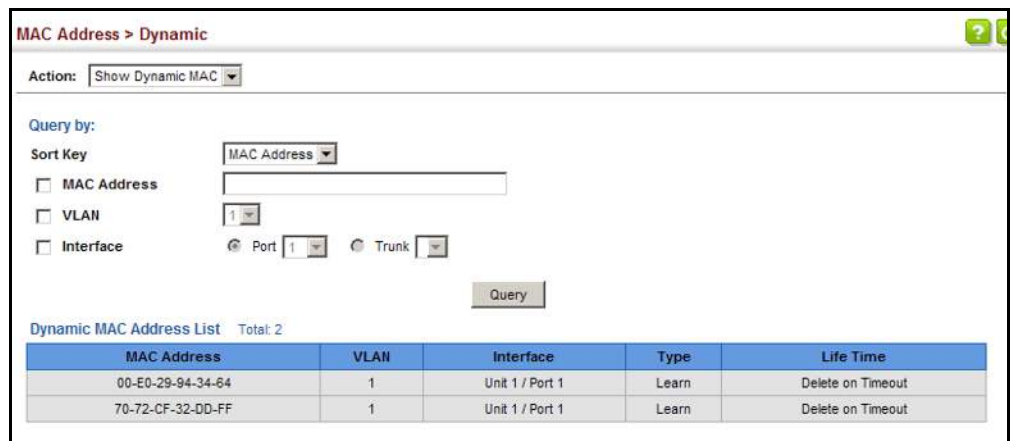 MAC Address > Dynamic
?
Action: Show Dynamic MAC
Query by:
Sort Key MAC Address
MAC Address
VLAN 1
Interface Port 1 Trunk
Query
Dynamic MAC Address List Total: 2
MAC Address VLAN Interface Type Life Time
00-E0-29-94-34-64 1 Unit 1 / Port 1 Learn Delete on Timeout
70-72-CF-32-DD-FF 1 Unit 1 / Port 1 Learn Delete on Timeout